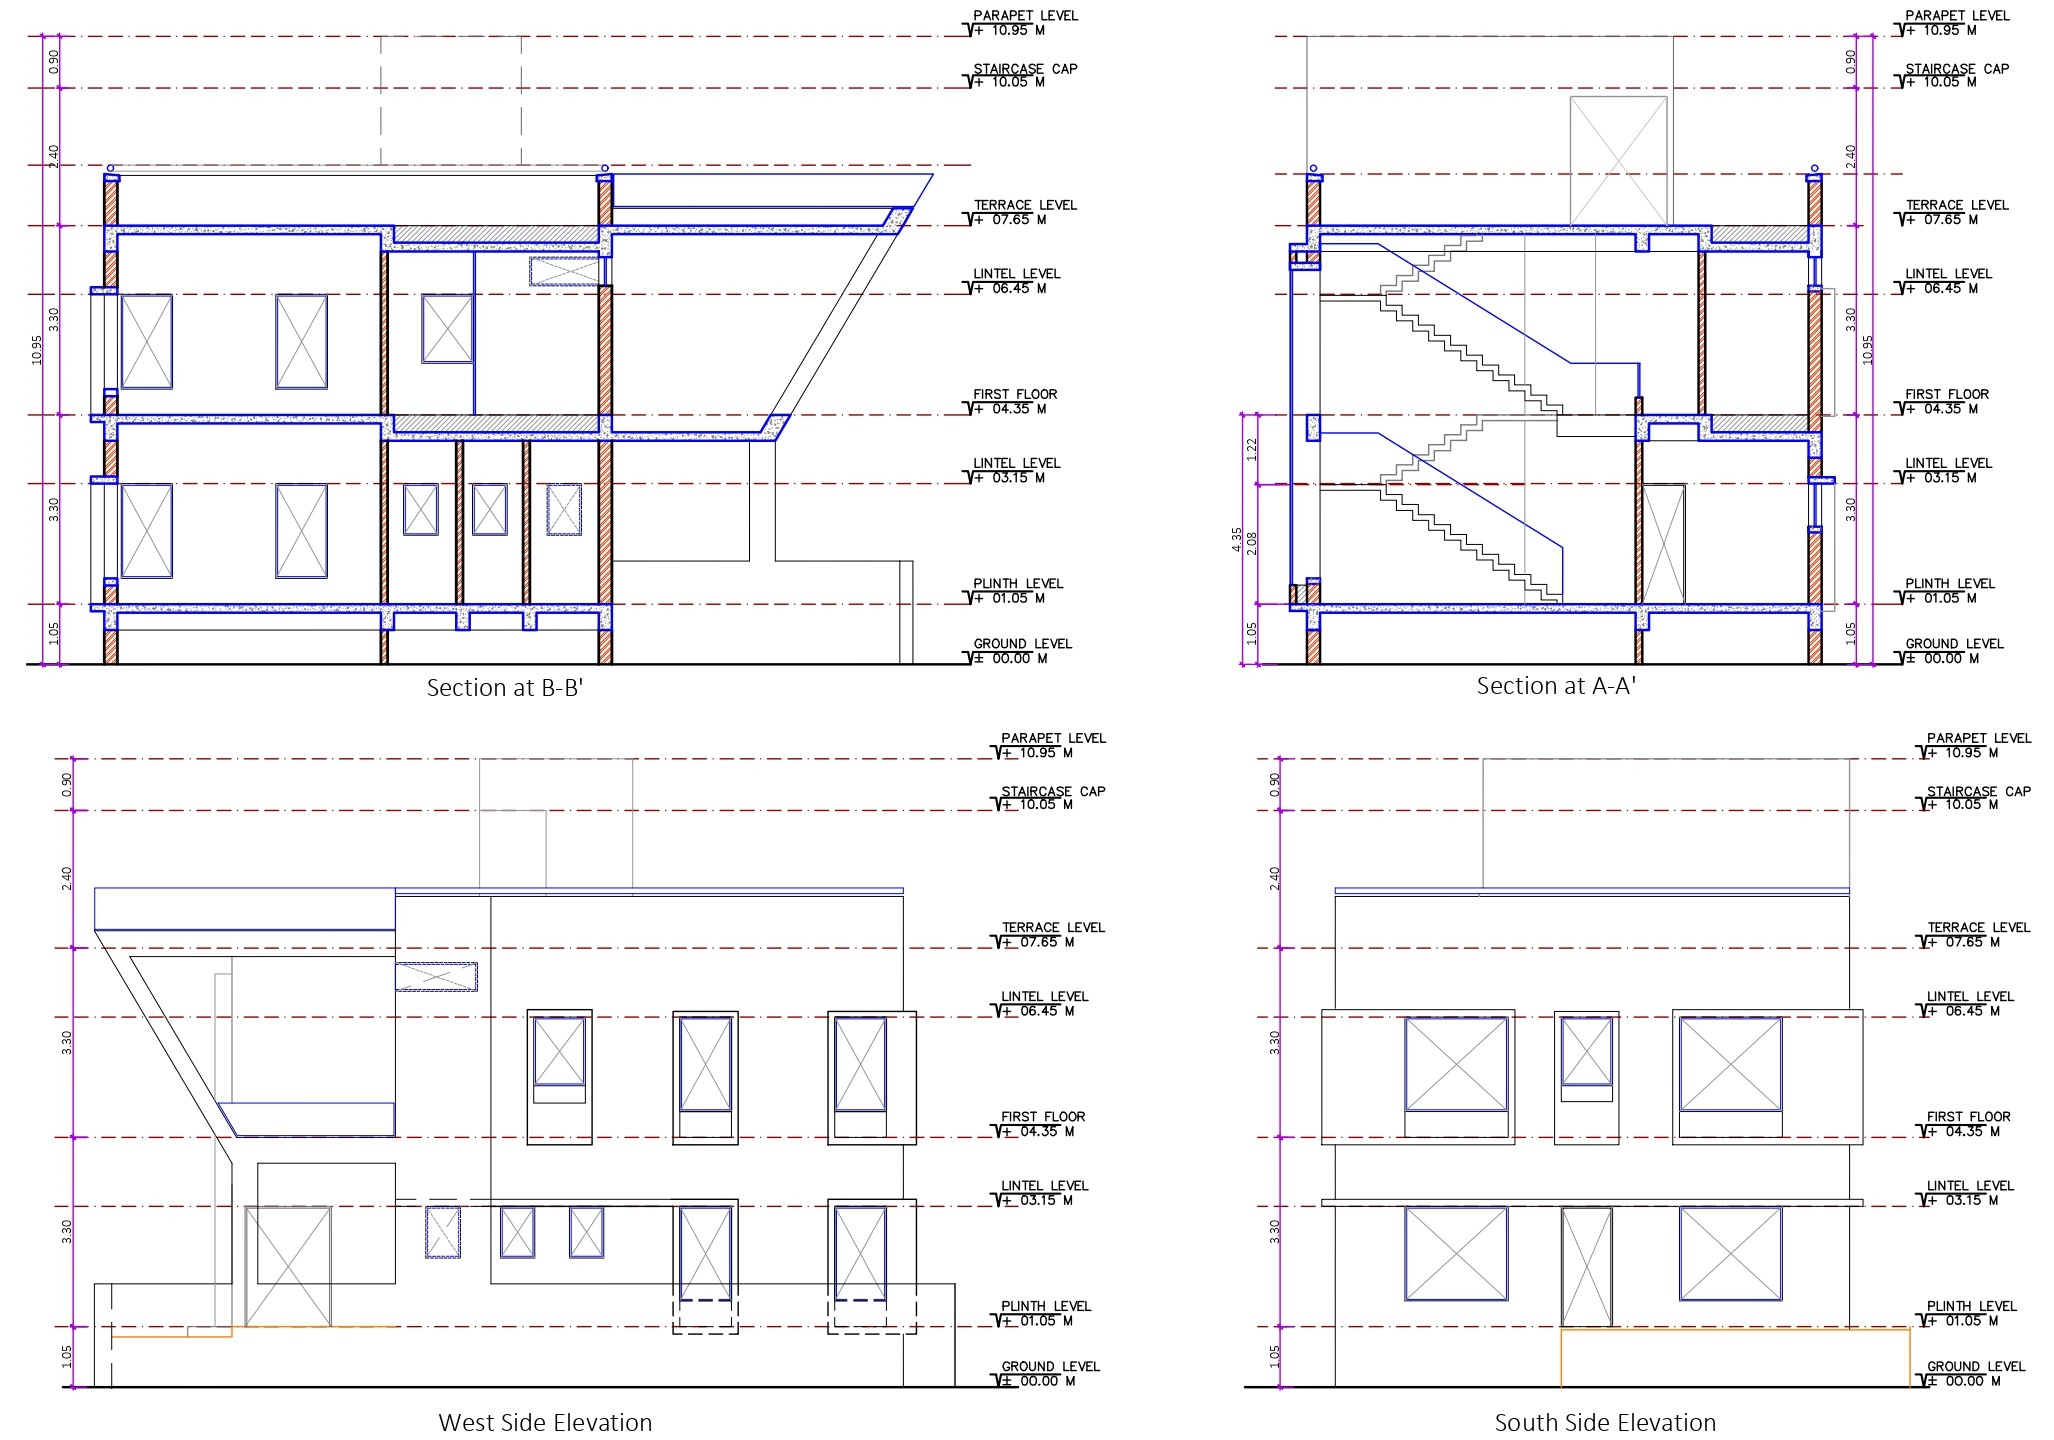 PARAPET LEVEL
+ 10.95 M
STAIRCASE CAP
+ 10.05 M
TERRACE LEVEL
+ 07.65 M
LINTEL LEVEL
+ 06.45 M
FIRST FLOOR
+ 04.35 M
LINTEL LEVEL
+ 03.15 M
PLINTH LEVEL
+ 01.05 M
GROUND LEVEL
± 00.00 M
0.90
2.40
3.30
10.95
3.30
1.05
Section at B-B'
PARAPET LEVEL
+ 10.95 M
STAIRCASE CAP
+ 10.05 M
TERRACE LEVEL
+ 07.65 M
LINTEL LEVEL
+ 06.45 M
FIRST FLOOR
+ 04.35 M
LINTEL LEVEL
+ 03.15 M
PLINTH LEVEL
+ 01.05 M
GROUND LEVEL
± 00.00 M
0.90
2.40
3.30
10.95
3.30
1.05
1.22
4.35
2.08
1.05
Section at A-A'
PARAPET LEVEL
+ 10.95 M
STAIRCASE CAP
+ 10.05 M
TERRACE LEVEL
+ 07.65 M
LINTEL LEVEL
+ 06.45 M
FIRST FLOOR
+ 04.35 M
LINTEL LEVEL
+ 03.15 M
PLINTH LEVEL
+ 01.05 M
GROUND LEVEL
± 00.00 M
0.90
2.40
3.30
3.30
1.05
West Side Elevation
PARAPET LEVEL
+ 10.95 M
STAIRCASE CAP
+ 10.05 M
TERRACE LEVEL
+ 07.65 M
LINTEL LEVEL
+ 06.45 M
FIRST FLOOR
+ 04.35 M
LINTEL LEVEL
+ 03.15 M
PLINTH LEVEL
+ 01.05 M
GROUND LEVEL
± 00.00 M
0.90
2.40
3.30
3.30
1.05
South Side Elevation